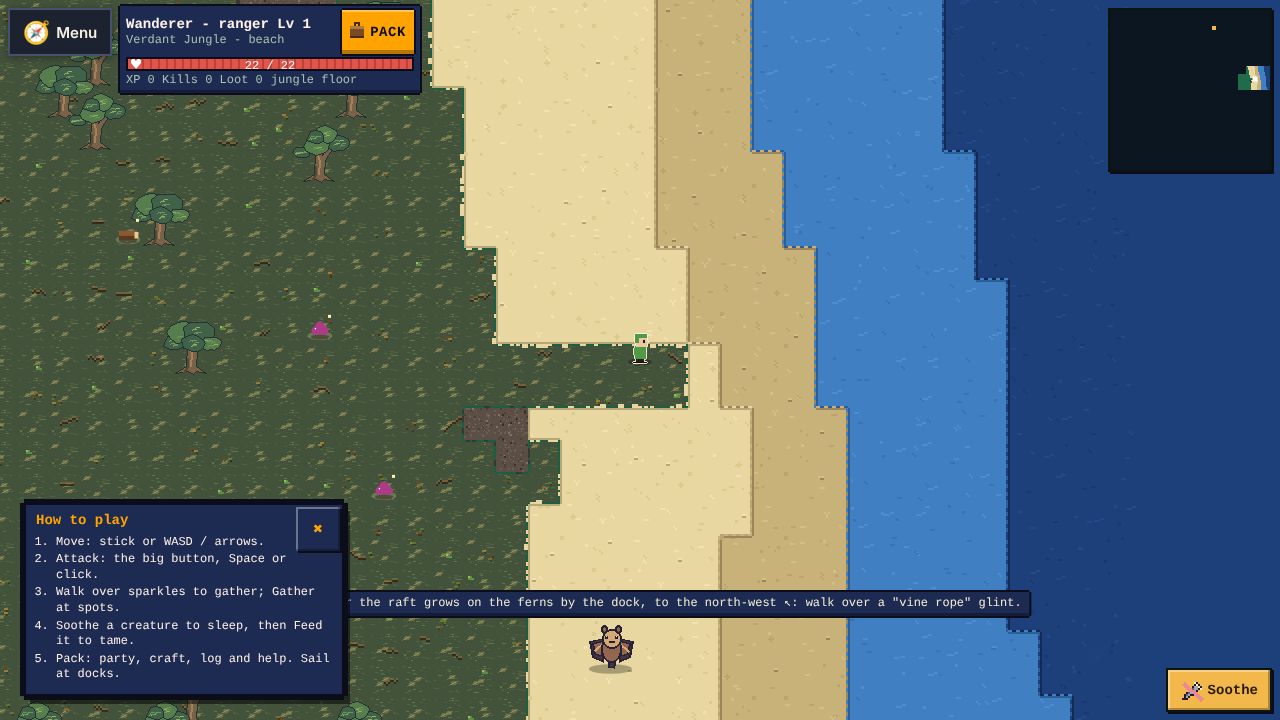 Menu
Wanderer - ranger Lv 1
Verdant Jungle - beach
PACK
22 / 22
XP 0 Kills 0 Loot 0 jungle floor
How to play
1. Move: stick or WASD / arrows.
2. Attack: the big button, Space or
click.
3. Walk over sparkles to gather; Gather
at spots.
4. Soothe a creature to sleep, then Feed
it to tame.
5. Pack: party, craft, log and help. Sail
at docks.
the raft grows on the ferns by the dock, to the north-west ↖: walk over a "vine rope" glint.
Soothe